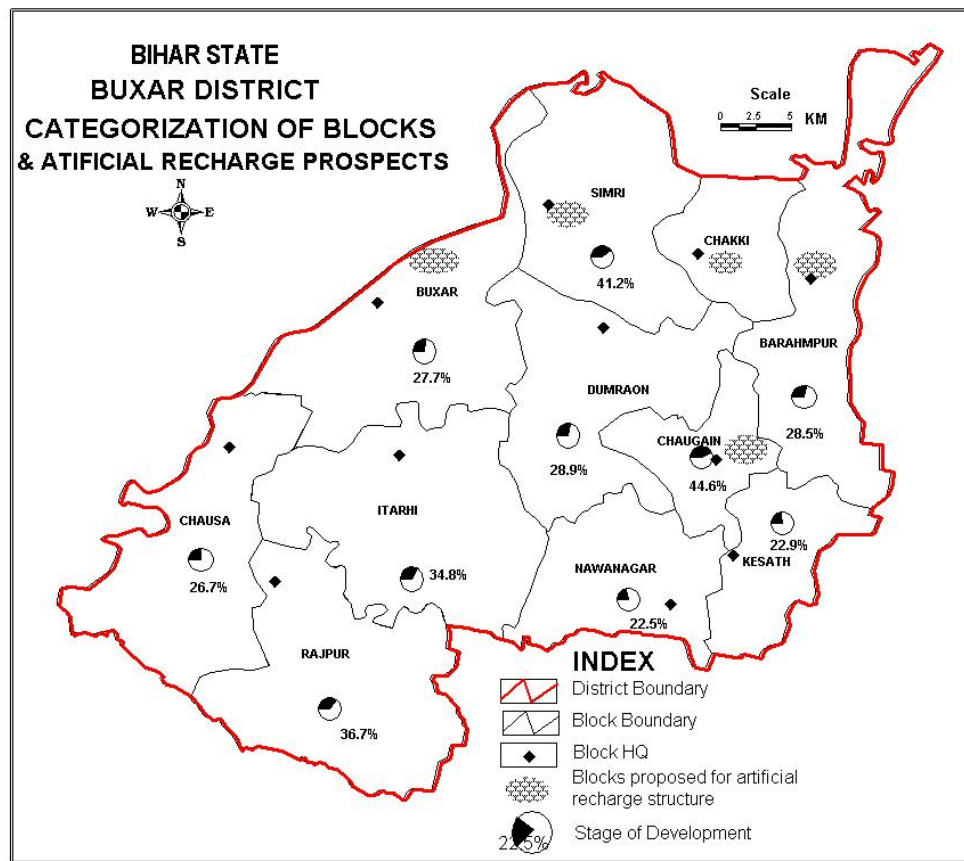 BIHAR STATE
BUXAR DISTRICT
CATEGORIZATION OF BLOCKS
& ATIFICIAL RECHARGE PROSPECTS
N
W E
S
Scale
0 2.5 5 KM
SIMRI
41.2%
CHAKKI
BUXAR
27.7%
BARAHMPUR
28.5%
DUMRAON
28.9%
CHAUGAIN
44.6%
CHAUSA
26.7%
ITARHI
34.8%
NAWANAGAR
22.5%
22.9%
KESATH
RAJPUR
36.7%
INDEX
District Boundary
Block Boundary
Block HQ
Blocks proposed for artificial
recharge structure
22.5%
Stage of Development